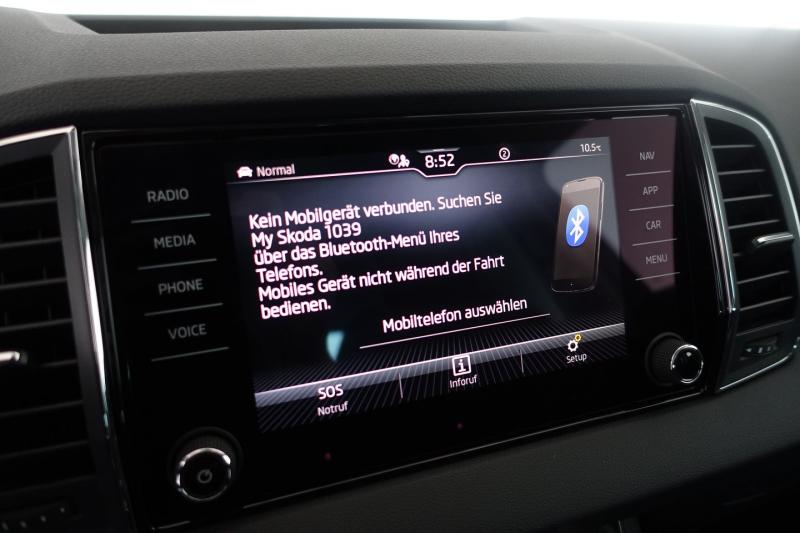 Normal
8:52
2
10.5°C
RADIO
MEDIA
PHONE
VOICE
Kein Mobilgerät verbunden. Suchen Sie
My Skoda 1039
über das Bluetooth-Menü Ihres
Telefons.
Mobiles Gerät nicht während der Fahrt
bedienen.
Mobiltelefon auswählen
SOS
Notruf
i
Inforuf
Setup
NAV
APP
CAR
MENU